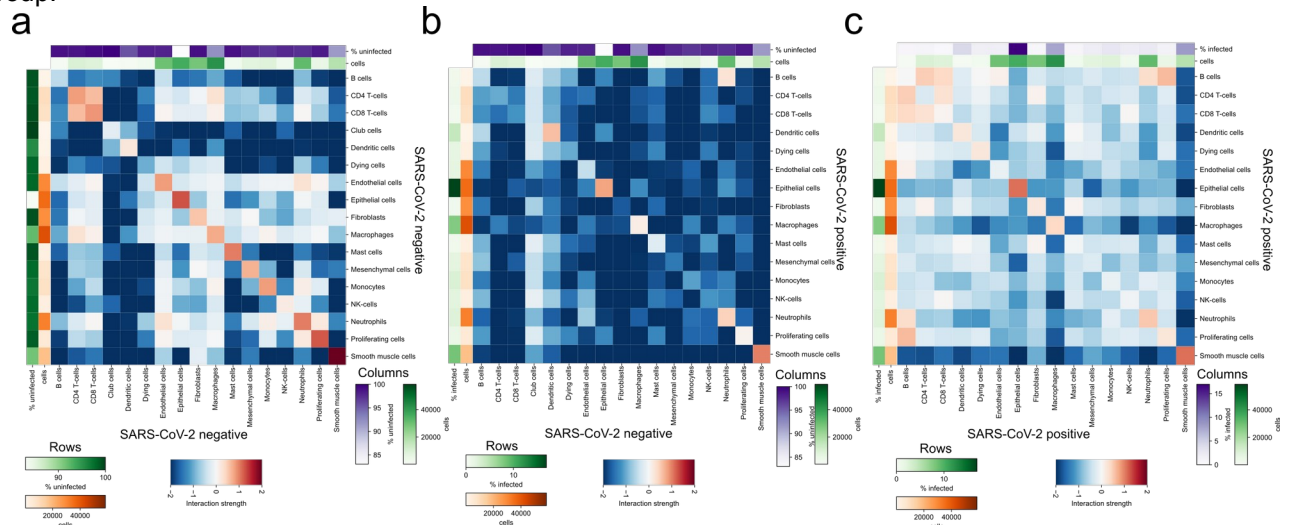 a
% uninfected
cells
B cells
CD4 T-cells
CD8 T-cells
Club cells
Dendritic cells
Dying cells
Endothelial cells
Epithelial cells
Fibroblasts
Macrophages
Mast cells
Mesenchymal cells
Monocytes
NK-cells
Neutrophils
Proliferating cells
Smooth muscle cells
SARS-CoV-2 negative
% uninfected
cells
B cells
CD4 T-cells
CD8 T-cells
Club cells
Dendritic cells
Dying cells
Endothelial cells
Epithelial cells
Fibroblasts
Macrophages
Mast cells
Mesenchymal cells
Monocytes
NK-cells
Neutrophils
Proliferating cells
Smooth muscle cells
SARS-CoV-2 negative
Columns
100
95
90
85
% uninfected
40000
20000
cells
Rows
90
100
% uninfected
20000
40000
cells
-2
-1
0
1
2
Interaction strength
b
% uninfected
cells
B cells
CD4 T-cells
CD8 T-cells
Dendritic cells
Dying cells
Endothelial cells
Epithelial cells
Fibroblasts
Macrophages
Mast cells
Mesenchymal cells
Monocytes
NK-cells
Neutrophils
Proliferating cells
Smooth muscle cells
SARS-CoV-2 positive
% infected
cells
B cells
CD4 T-cells
CD8 T-cells
Club cells
Dendritic cells
Dying cells
Endothelial cells
Epithelial cells
Fibroblasts
Macrophages
Mast cells
Mesenchymal cells
Monocytes
NK-cells
Neutrophils
Proliferating cells
Smooth muscle cells
SARS-CoV-2 negative
Columns
100
95
90
85
% uninfected
40000
20000
cells
Rows
0
10
% infected
20000
40000
cells
-2
-1
0
1
2
Interaction strength
c
% infected
cells
B cells
CD4 T-cells
CD8 T-cells
Dendritic cells
Dying cells
Endothelial cells
Epithelial cells
Fibroblasts
Macrophages
Mast cells
Mesenchymal cells
Monocytes
NK-cells
Neutrophils
Proliferating cells
Smooth muscle cells
SARS-CoV-2 positive
% infected
cells
B cells
CD4 T-cells
CD8 T-cells
Dendritic cells
Dying cells
Endothelial cells
Epithelial cells
Fibroblasts
Macrophages
Mast cells
Mesenchymal cells
Monocytes
NK-cells
Neutrophils
Proliferating cells
Smooth muscle cells
SARS-CoV-2 positive
Columns
15
10
5
0
% infected
40000
20000
cells
Rows
0
10
% infected
20000
40000
-2
-1
0
1
2
Interaction strength